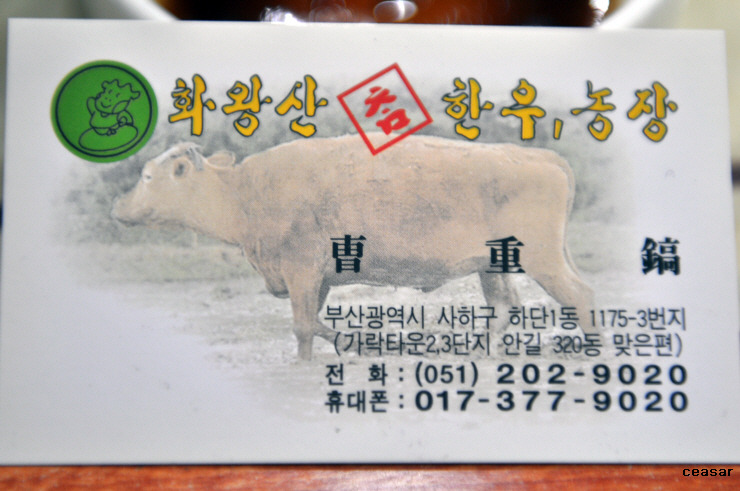 화왕산 참 한우, 농장
曺 重 鎬
부산광역시 사하구 하단1동 1175-3번지
(가락타운2,3단지 안길 320동 맞은편)
전 화 : (051) 202-9020
휴대폰 : 017-377-9020
ceasar